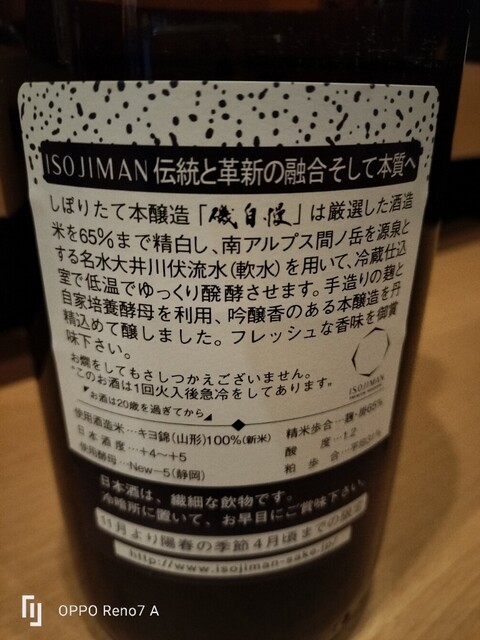 ISOJIMAN 伝統と革新の融合そして本質へ
しぼりたて本醸造「磯自慢」は厳選した酒造
米を65%まで精白し、南アルプス間ノ岳を源泉と
する名水大井川伏流水(軟水)を用いて、冷蔵仕込
室で低温でゆっくり醗酵させます。手造りの麹と
自家培養酵母を利用、吟醸香のある本醸造を丹
精込めて醸しました。フレッシュな香味を御賞
味下さい。
お燗をしてもさしつかえございません。
*このお酒は1回火入後急冷をしてあります。
お酒は20歳を過ぎてから
ISOJIMAN
使用酒造米…キヨ錦(山形)100%(新米)
日本酒度…+4〜+5
使用酵母…New-5(静岡)
精米歩合…麹・掛65%
酸度…1.2
粕歩合…平均31%
日本酒は、繊細な飲物です。
冷暗所に置いて、お早目にご賞味下さい。
11月より陽春の季節4月頃までの限定
http://www.isojiman-sake.jp/
OPPO Reno7 A